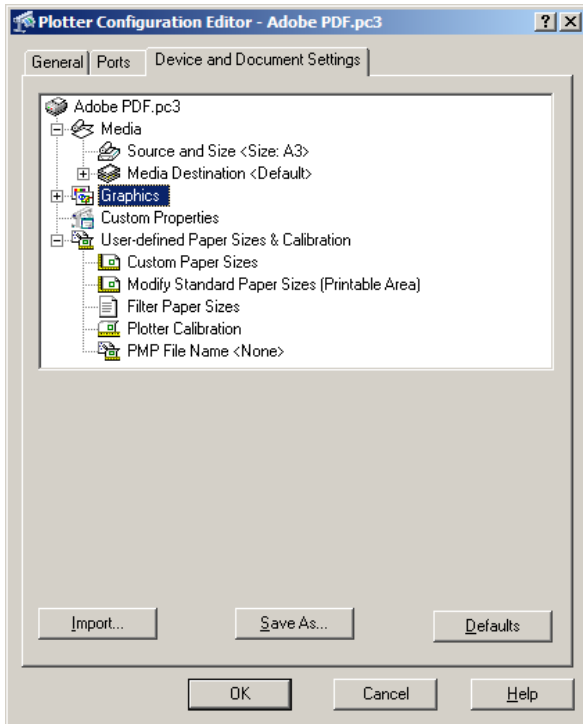 Plotter Configuration Editor - Adobe PDF.pc3
General Ports Device and Document Settings
Adobe PDF.pc3
Media
Source and Size <Size: A3>
Media Destination <Default>
Graphics
Custom Properties
User-defined Paper Sizes & Calibration
Custom Paper Sizes
Modify Standard Paper Sizes (Printable Area)
Filter Paper Sizes
Plotter Calibration
PMP File Name <None>
Import... Save As... Defaults
OK Cancel Help